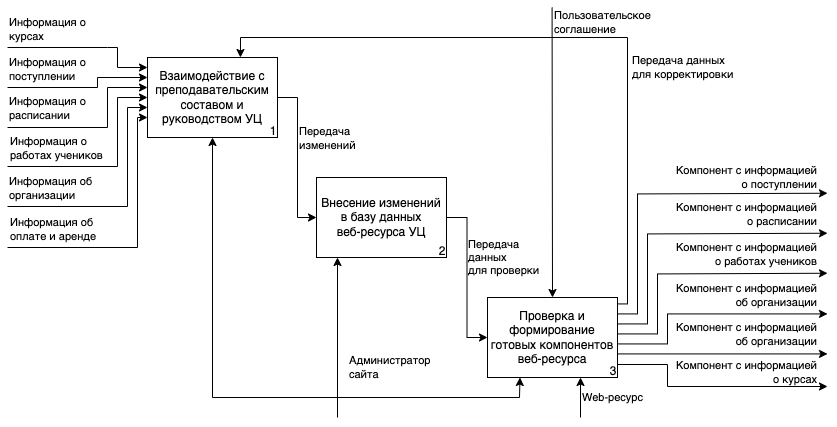 Информация о
курсах
Информация о
поступлении
Информация о
расписании
Информация о
работах учеников
Информация об
организации
Информация об
оплате и аренде
Взаимодействие с
преподавательским
составом и
руководством УЦ
1
Передача
изменений
Внесение изменений
в базу данных
веб-ресурса УЦ
2
Передача
данных
для проверки
Пользовательское
соглашение
Передача данных
для корректировки
Проверка и
формирование
готовых компонентов
веб-ресурса
3
Администратор
сайта
Web-ресурс
Компонент с информацией
о поступлении
Компонент с информацией
о расписании
Компонент с информацией
о работах учеников
Компонент с информацией
об организации
Компонент с информацией
об организации
Компонент с информацией
о курсах